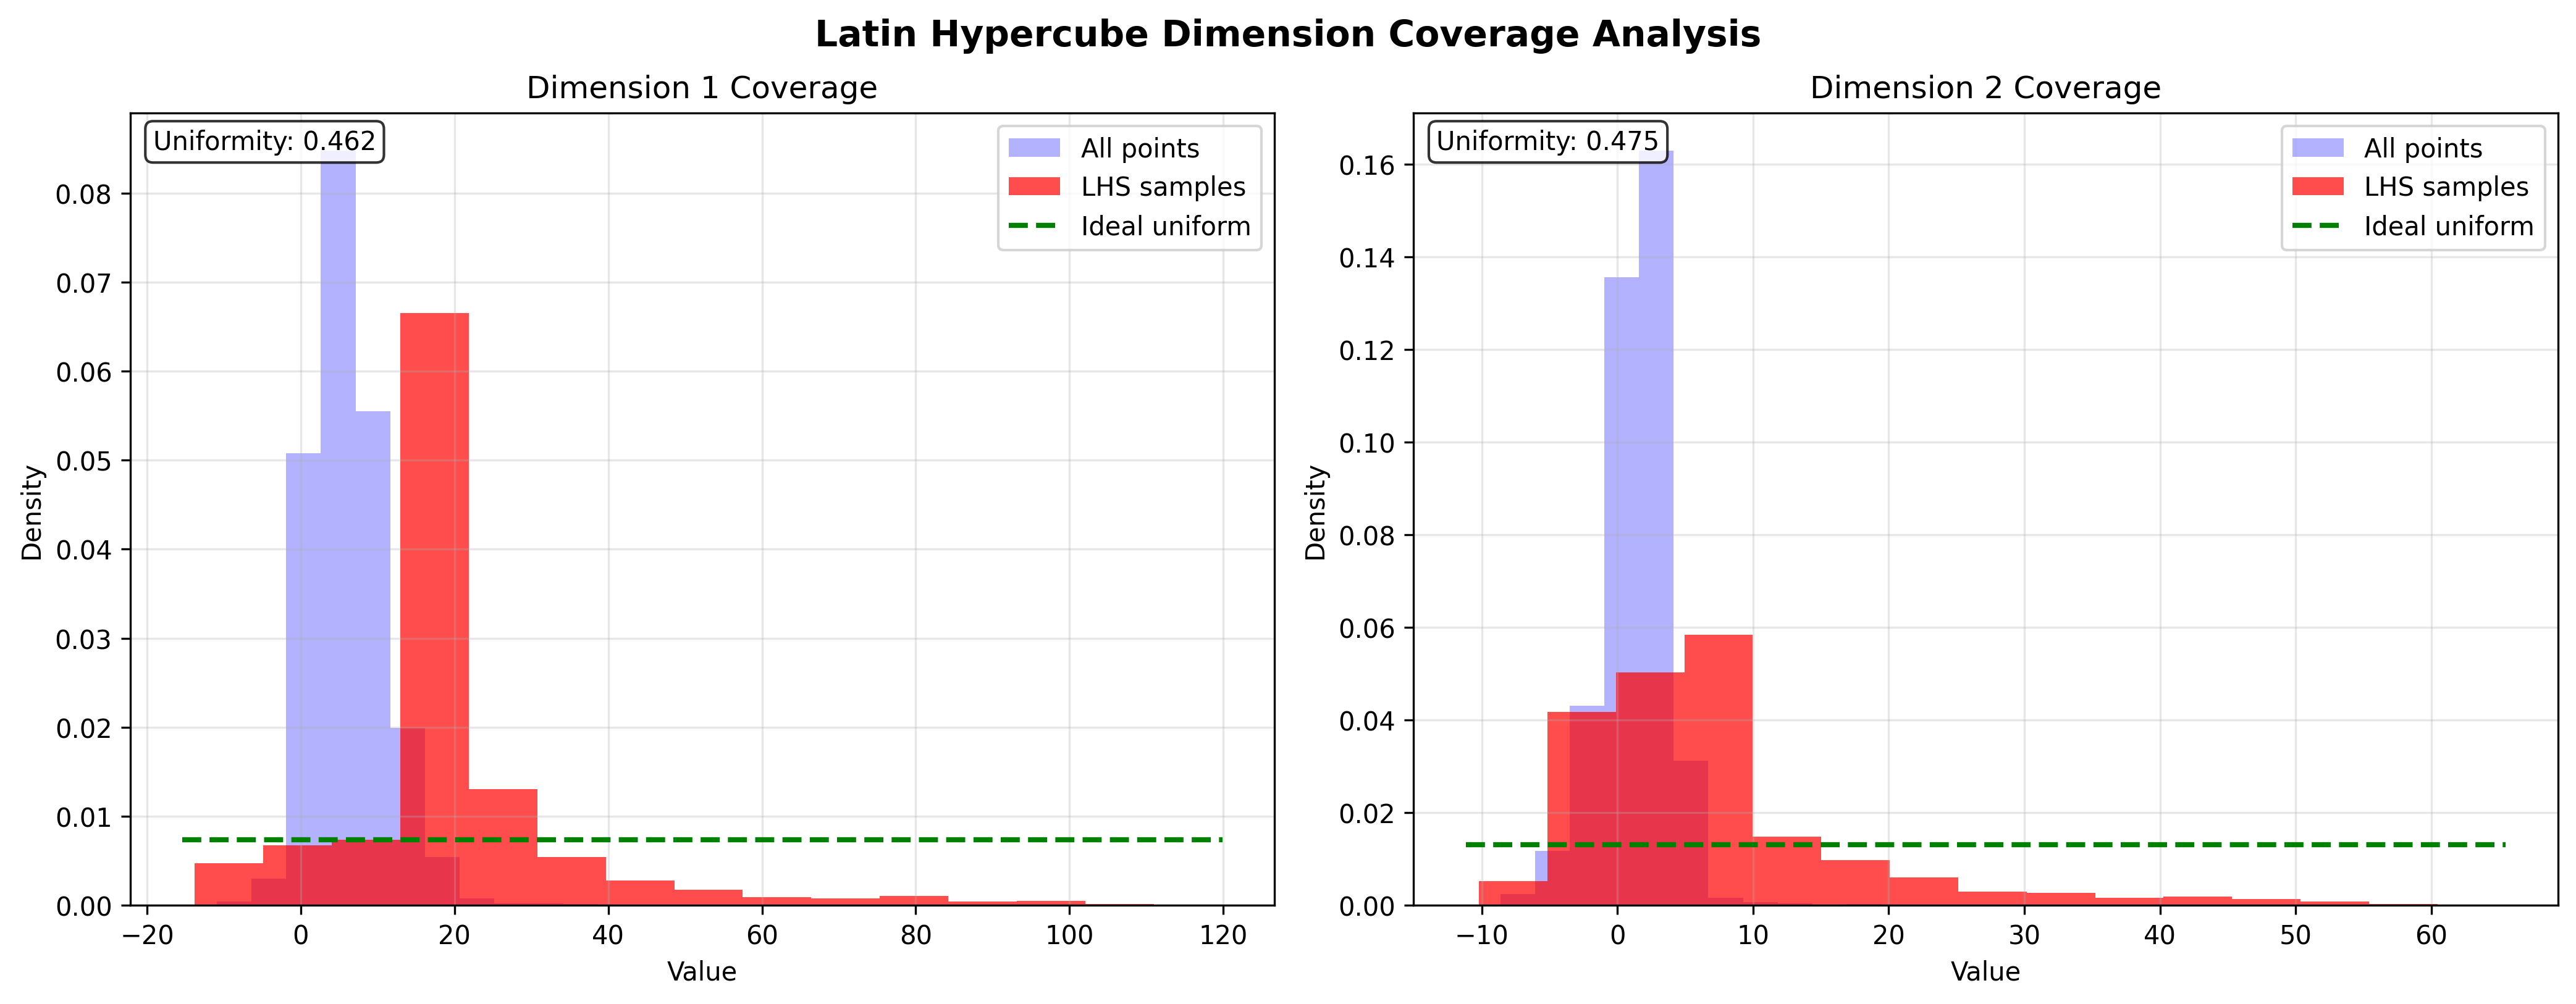 Latin Hypercube Dimension Coverage Analysis
Dimension 1 Coverage
Uniformity: 0.462
All points
LHS samples
Ideal uniform
0.08
0.07
0.06
0.05
0.04
0.03
0.02
0.01
0.00
Density
−20 0 20 40 60 80 100 120
Value
Dimension 2 Coverage
Uniformity: 0.475
All points
LHS samples
Ideal uniform
0.16
0.14
0.12
0.10
0.08
0.06
0.04
0.02
0.00
Density
−10 0 10 20 30 40 50 60
Value